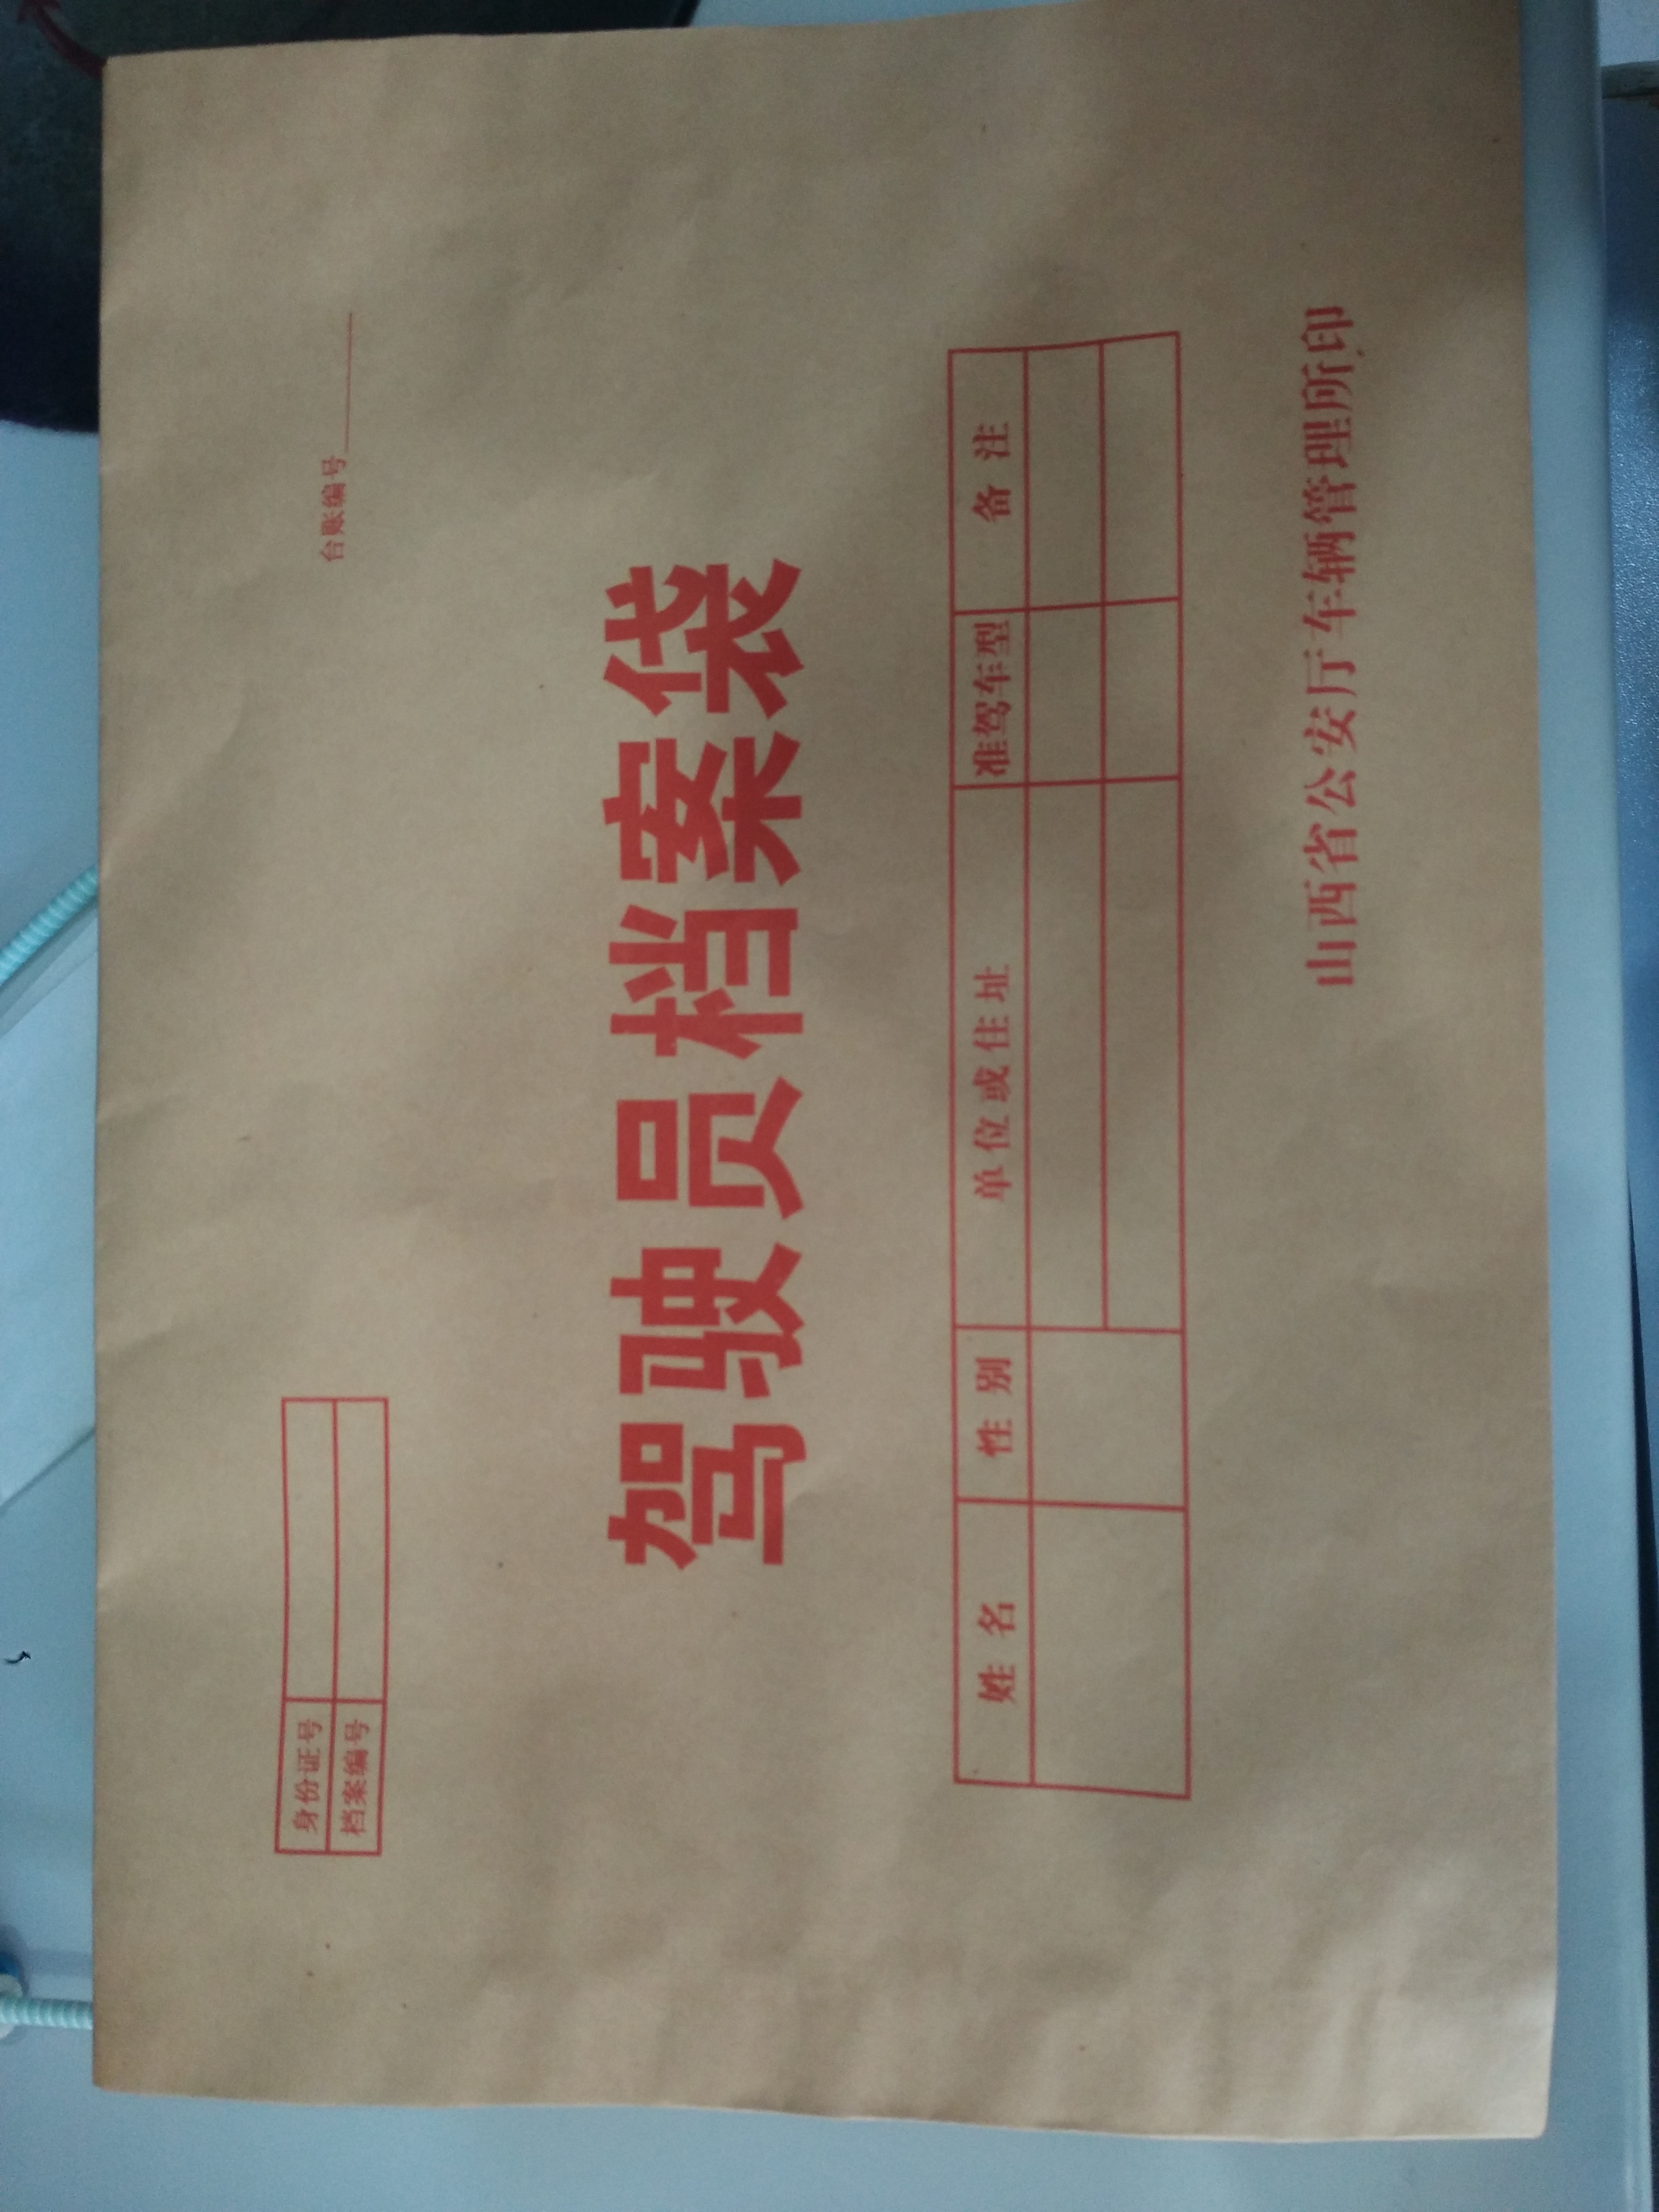 身份证号
档案编号
台账编号
驾驶员档案袋
姓名 性别 单位或住址 准驾车型 备注
山西省公安厅车辆管理所印